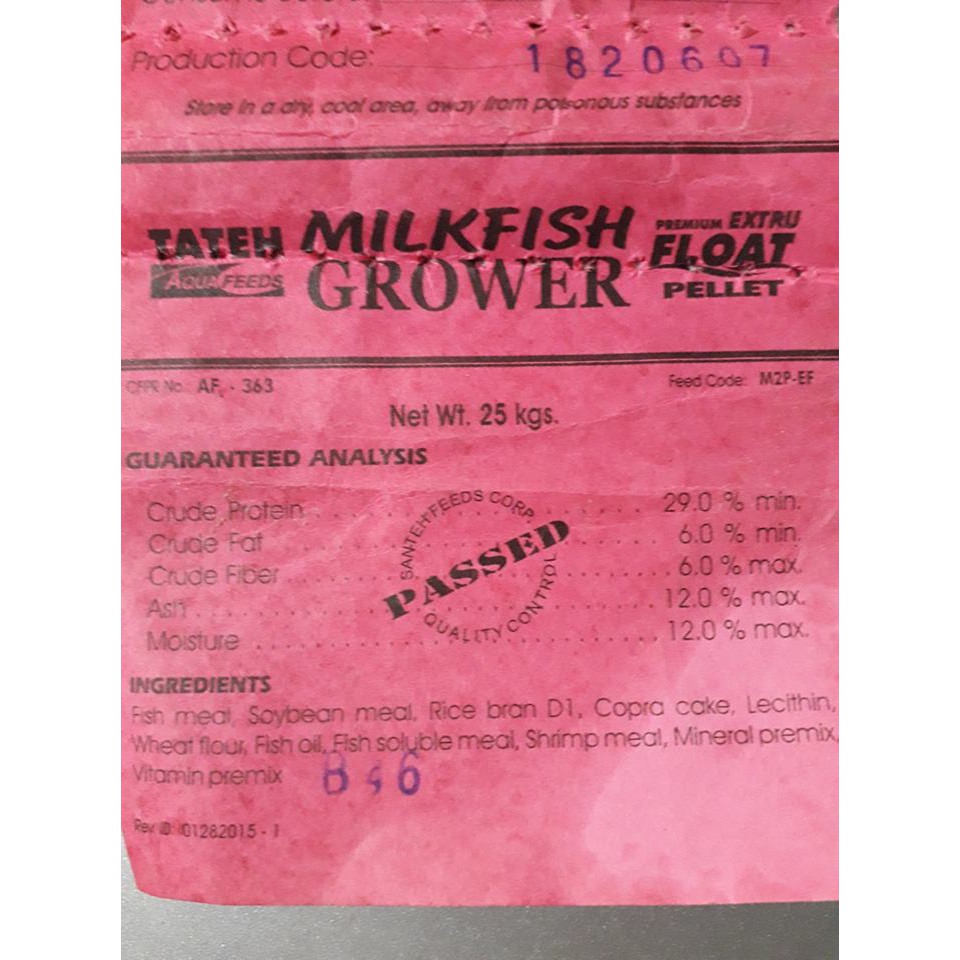 Production Code: 1820607
Store in a dry, cool area, away from poisonous substances
TATEH AQUA FEEDS
MILKFISH GROWER
PREMIUM EXTRU FLOAT PELLET
CFPR No. AF. - 363
Feed Code: M2P-EF
Net Wt. 25 kgs.
GUARANTEED ANALYSIS
Crude Protein . . . . . . . . 29.0 % min.
Crude Fat . . . . . . . . 6.0 % min.
Crude Fiber . . . . . . . . 6.0 % max.
Ash . . . . . . . . 12.0 % max.
Moisture . . . . . . . . 12.0 % max.
SANTEH FEEDS CORP
PASSED
QUALITY CONTROL
INGREDIENTS
Fish meal, Soybean meal, Rice bran D1, Copra cake, Lecithin,
Wheat flour, Fish oil, Fish soluble meal, Shrimp meal, Mineral premix,
Vitamin premix
Rev ID: 01282015 - 1